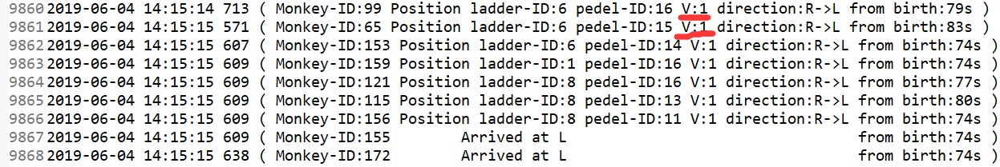 9860 2019-06-04 14:15:14 713 ( Monkey-ID:99 Position ladder-ID:6 pedel-ID:16 V:1 direction:R->L from birth:79s )
9861 2019-06-04 14:15:15 571 ( Monkey-ID:65 Position ladder-ID:6 pedel-ID:15 V:1 direction:R->L from birth:83s )
9862 2019-06-04 14:15:15 607 ( Monkey-ID:153 Position ladder-ID:6 pedel-ID:14 V:1 direction:R->L from birth:74s )
9863 2019-06-04 14:15:15 609 ( Monkey-ID:159 Position ladder-ID:1 pedel-ID:16 V:1 direction:R->L from birth:74s )
9864 2019-06-04 14:15:15 609 ( Monkey-ID:121 Position ladder-ID:8 pedel-ID:16 V:1 direction:R->L from birth:77s )
9865 2019-06-04 14:15:15 609 ( Monkey-ID:115 Position ladder-ID:8 pedel-ID:13 V:1 direction:R->L from birth:80s )
9866 2019-06-04 14:15:15 609 ( Monkey-ID:156 Position ladder-ID:8 pedel-ID:11 V:1 direction:R->L from birth:74s )
9867 2019-06-04 14:15:15 609 ( Monkey-ID:155 Arrived at L from birth:74s )
9868 2019-06-04 14:15:15 638 ( Monkey-ID:172 Arrived at L from birth:74s )